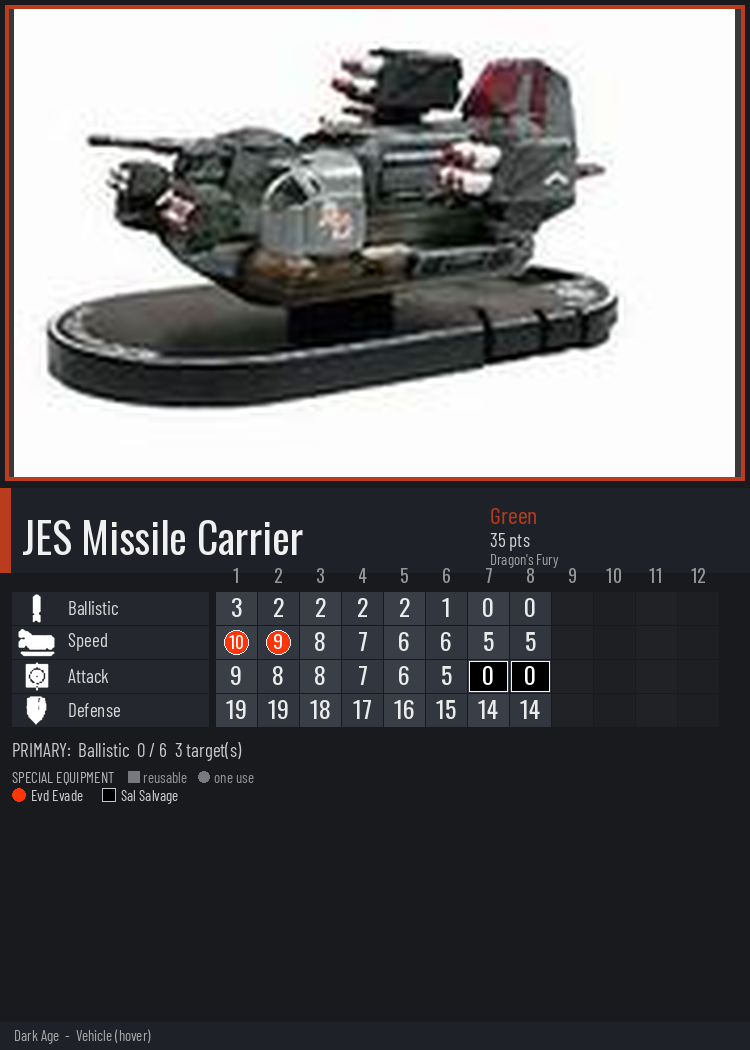 JES Missile Carrier
Green
35 pts
Dragon's Fury
1 2 3 4 5 6 7 8 9 10 11 12
Ballistic 3 2 2 2 2 1 0 0
Speed 10 9 8 7 6 6 5 5
Attack 9 8 8 7 6 5 0 0
Defense 19 19 18 17 16 15 14 14
PRIMARY: Ballistic 0 / 6 3 target(s)
SPECIAL EQUIPMENT reusable one use
Evd Evade Sal Salvage
Dark Age - Vehicle (hover)